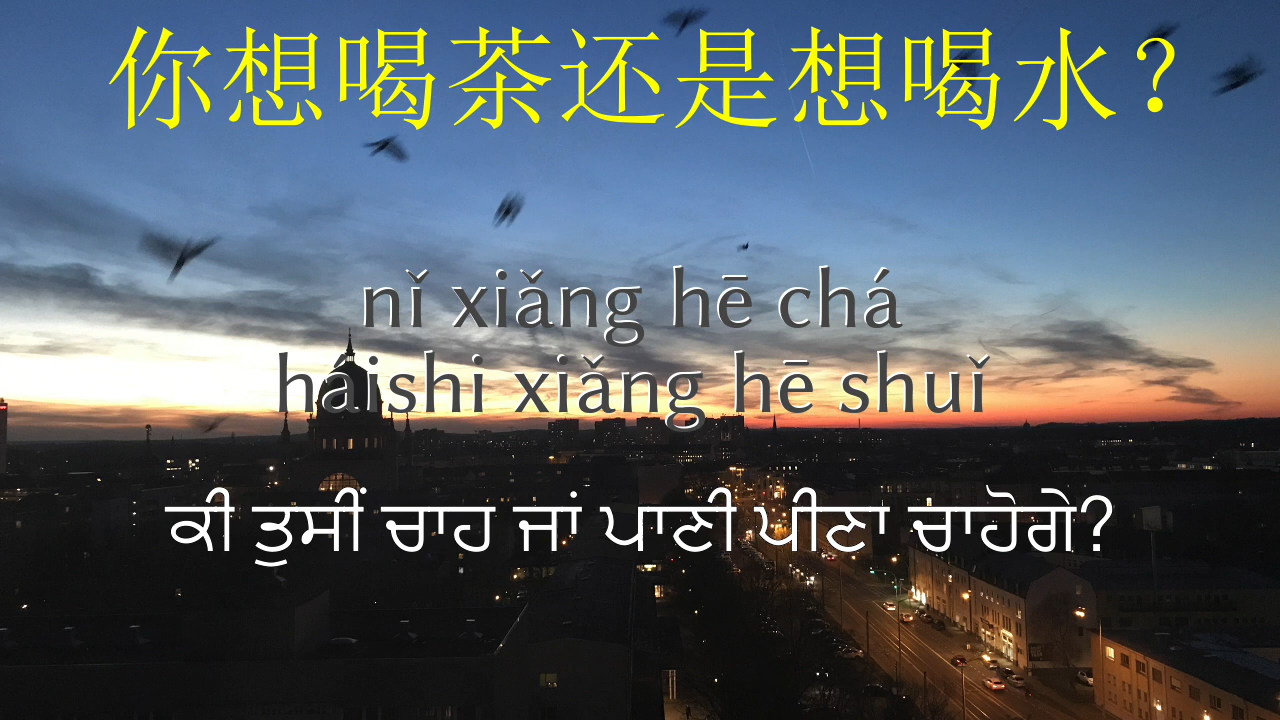 你想喝茶还是想喝水？
nǐ xiǎng hē chá
háishi xiǎng hē shuǐ
ਕੀ ਤੁਸੀਂ ਚਾਹ ਜਾਂ ਪਾਣੀ ਪੀਣਾ ਚਾਹੋਗੇ?